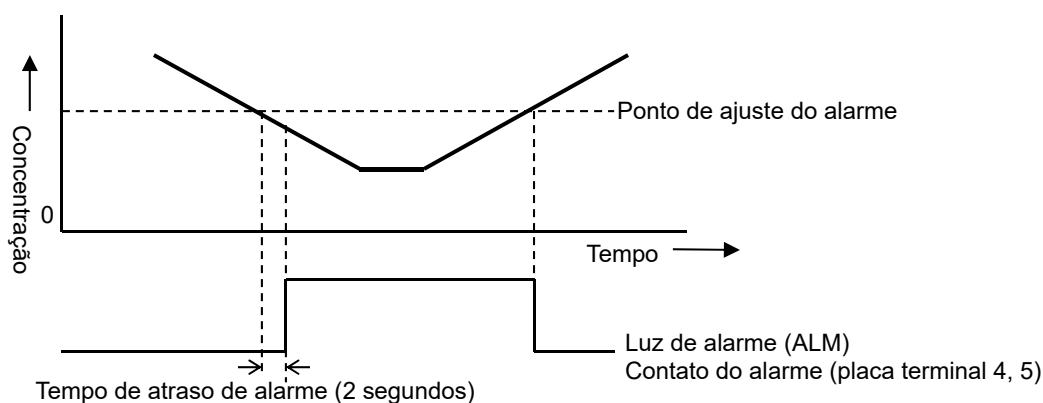 Ponto de ajuste do alarme
Concentração
0
Tempo
Luz de alarme (ALM)
Contato do alarme (placa terminal 4, 5)
Tempo de atraso de alarme (2 segundos)